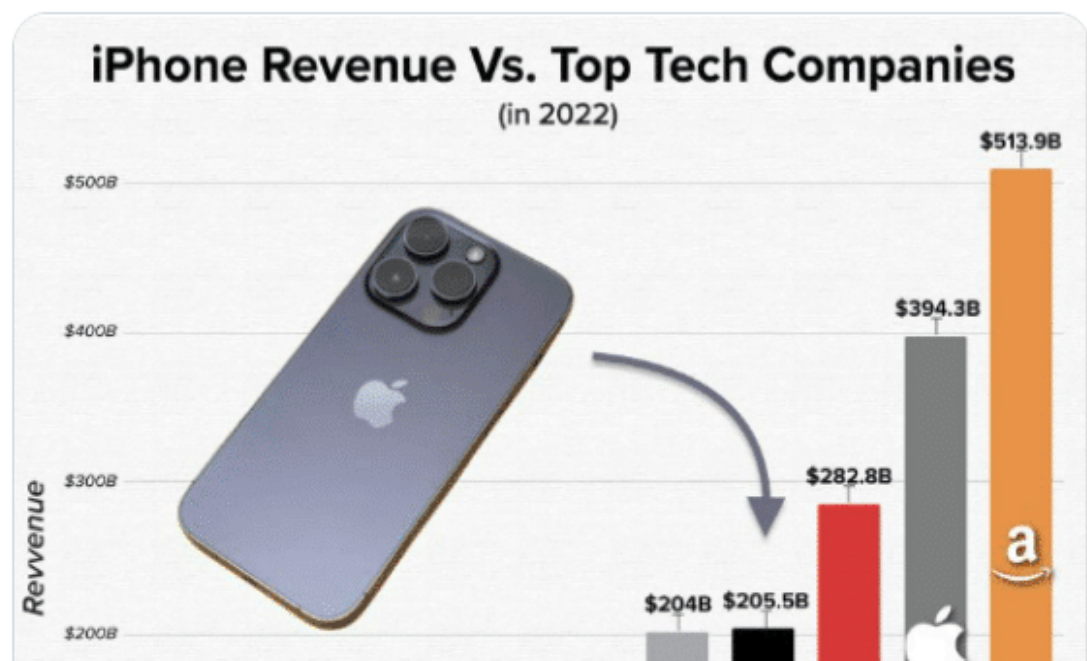 iPhone Revenue Vs. Top Tech Companies
(in 2022)
$513.9B
$500B
$394.3B
$400B
$282.8B
$300B
$204B
$205.5B
$200B
Revvenue
a